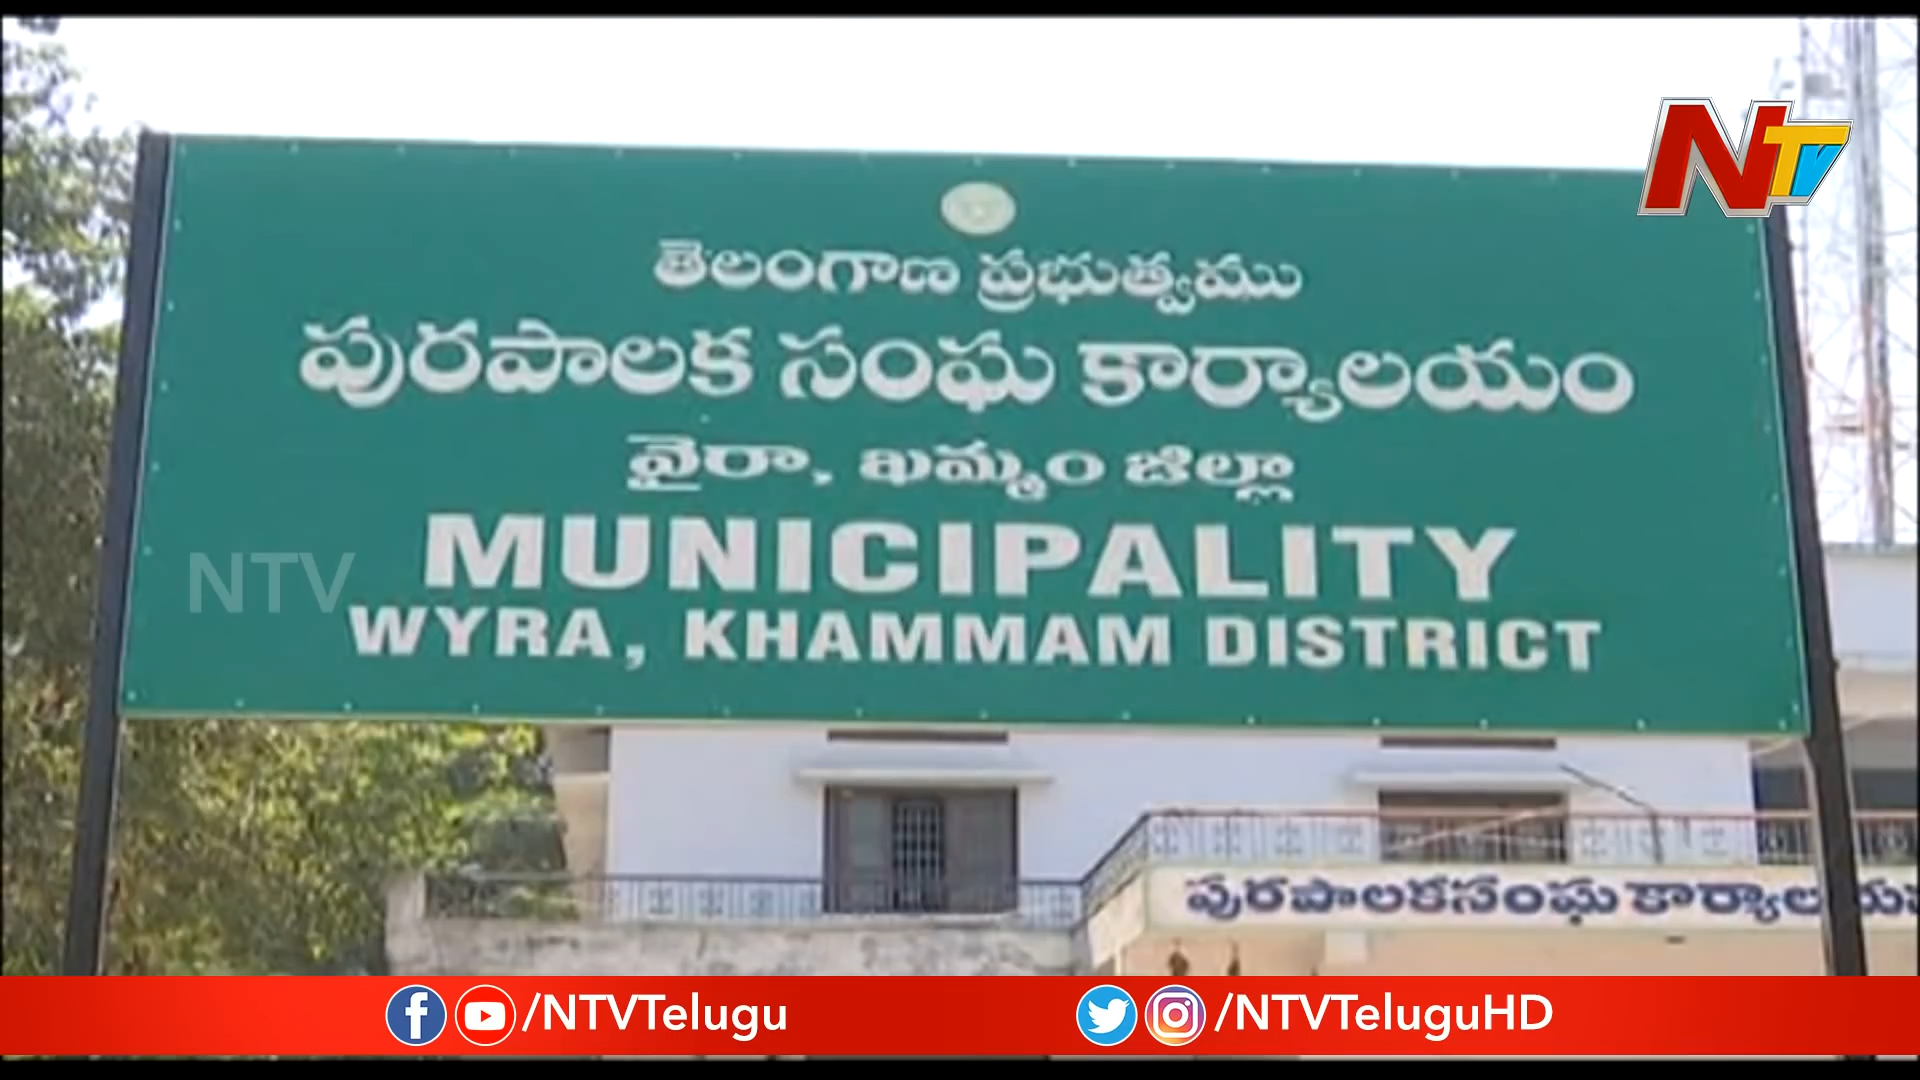 NTV
తెలంగాణ ప్రభుత్వము
పురపాలక సంఘ కార్యాలయం
వైరా, ఖమ్మం జిల్లా
MUNICIPALITY
WYRA, KHAMMAM DISTRICT
NTV
పురపాలకసంఘ
/NTVTelugu
/NTVTeluguHD